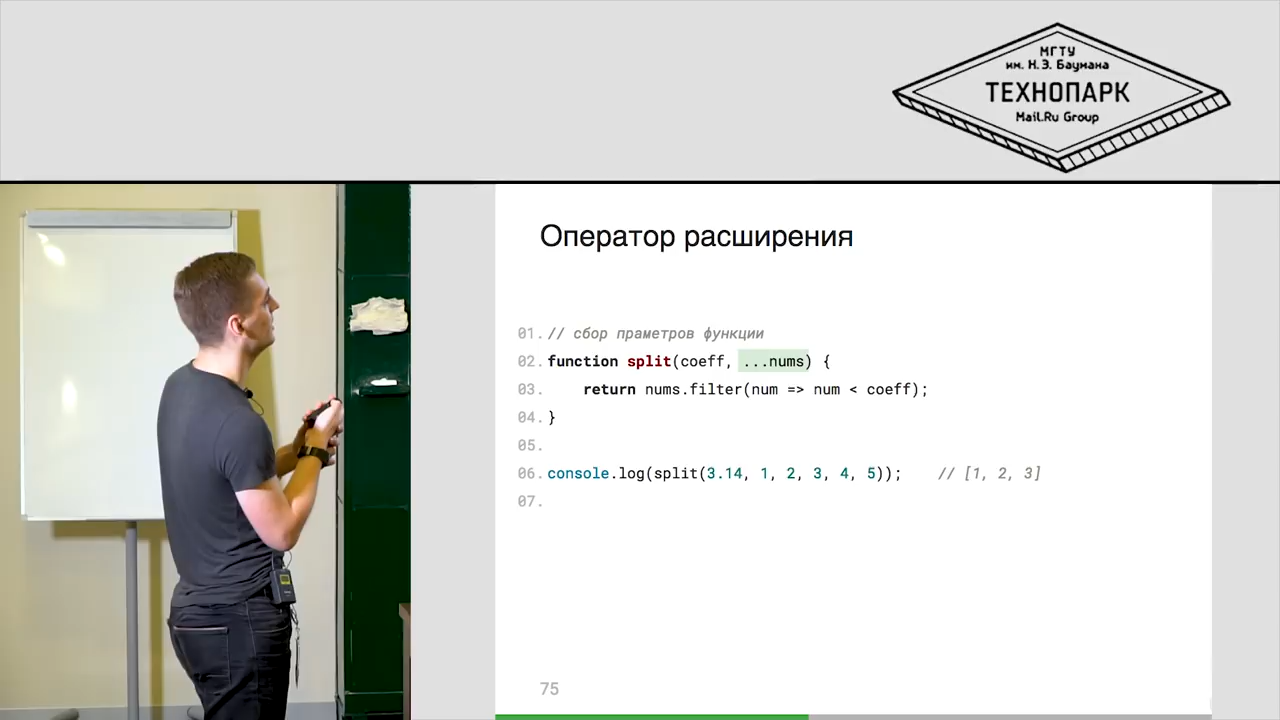 МГТУ
им. Н.Э. Баумана
ТЕХНОПАРК
Mail.Ru Group
Оператор расширения
01. // сбор праметров функции
02. function split(coeff, ...nums) {
03. return nums.filter(num => num < coeff);
04. }
05.
06. console.log(split(3.14, 1, 2, 3, 4, 5)); // [1, 2, 3]
07.
75